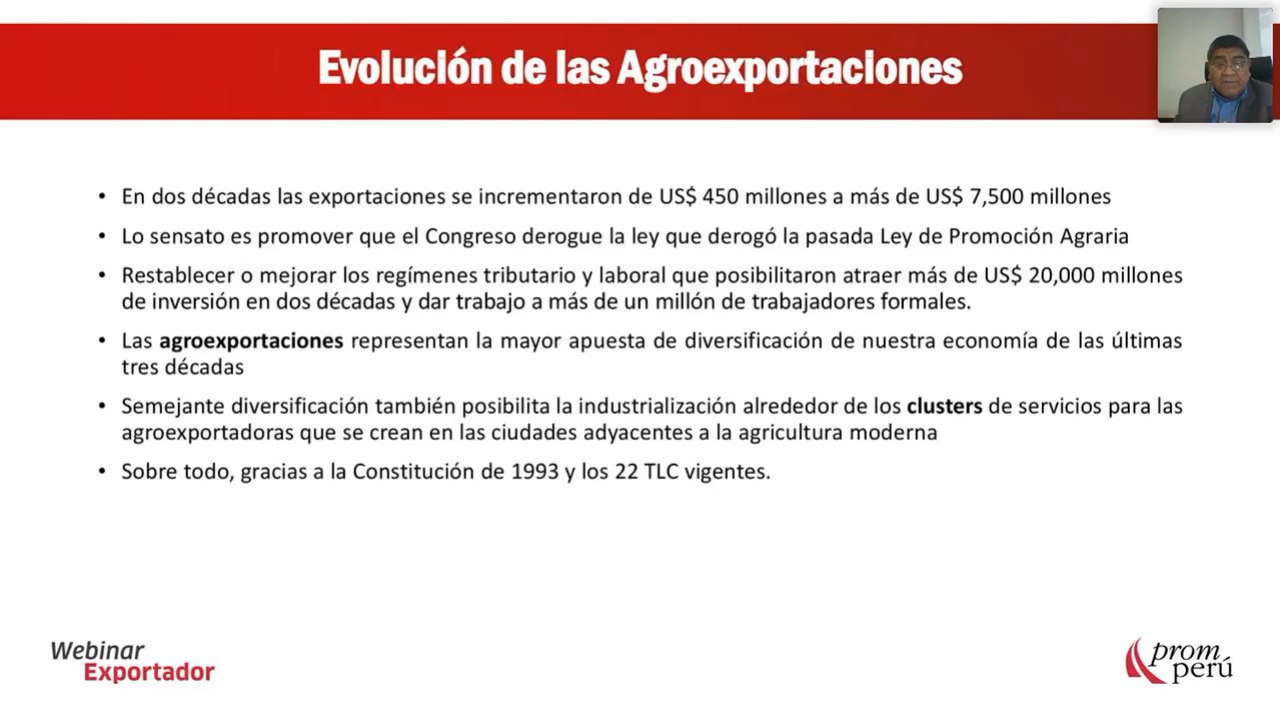 Evolución de las Agroexportaciones
• En dos décadas las exportaciones se incrementaron de US$ 450 millones a más de US$ 7,500 millones
• Lo sensato es promover que el Congreso derogue la ley que derogó la pasada Ley de Promoción Agraria
• Restablecer o mejorar los regímenes tributario y laboral que posibilitaron atraer más de US$ 20,000 millones
de inversión en dos décadas y dar trabajo a más de un millón de trabajadores formales.
• Las agroexportaciones representan la mayor apuesta de diversificación de nuestra economía de las últimas
tres décadas
• Semejante diversificación también posibilita la industrialización alrededor de los clusters de servicios para las
agroexportadoras que se crean en las ciudades adyacentes a la agricultura moderna
• Sobre todo, gracias a la Constitución de 1993 y los 22 TLC vigentes.
Webinar
Exportador
prom
perú